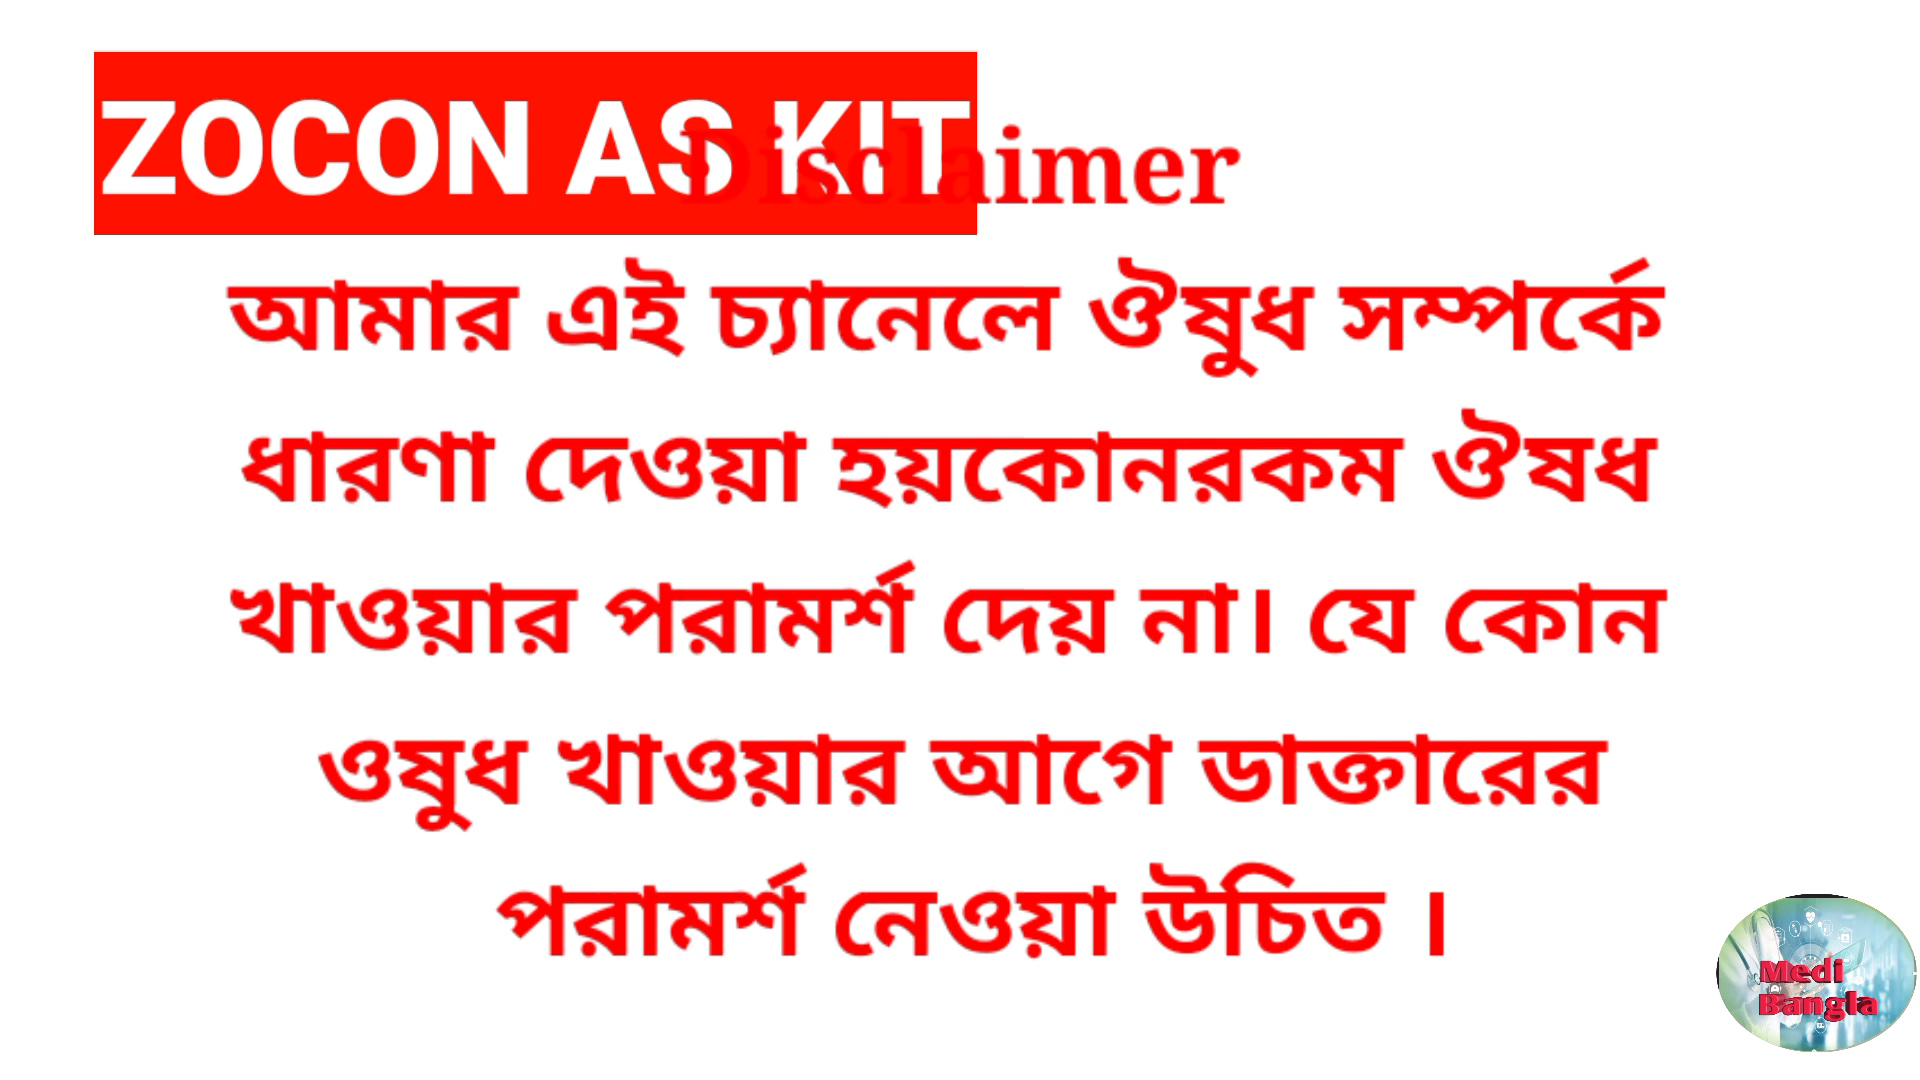 ZOCON AS KIT
Disclaimer
আমার এই চ্যানেলে ঔষুধ সম্পর্কে
ধারণা দেওয়া হয়কোনরকম ঔষধ
খাওয়ার পরামর্শ দেয় না। যে কোন
ওষুধ খাওয়ার আগে ডাক্তারের
পরামর্শ নেওয়া উচিত ।
Medi
Bangla